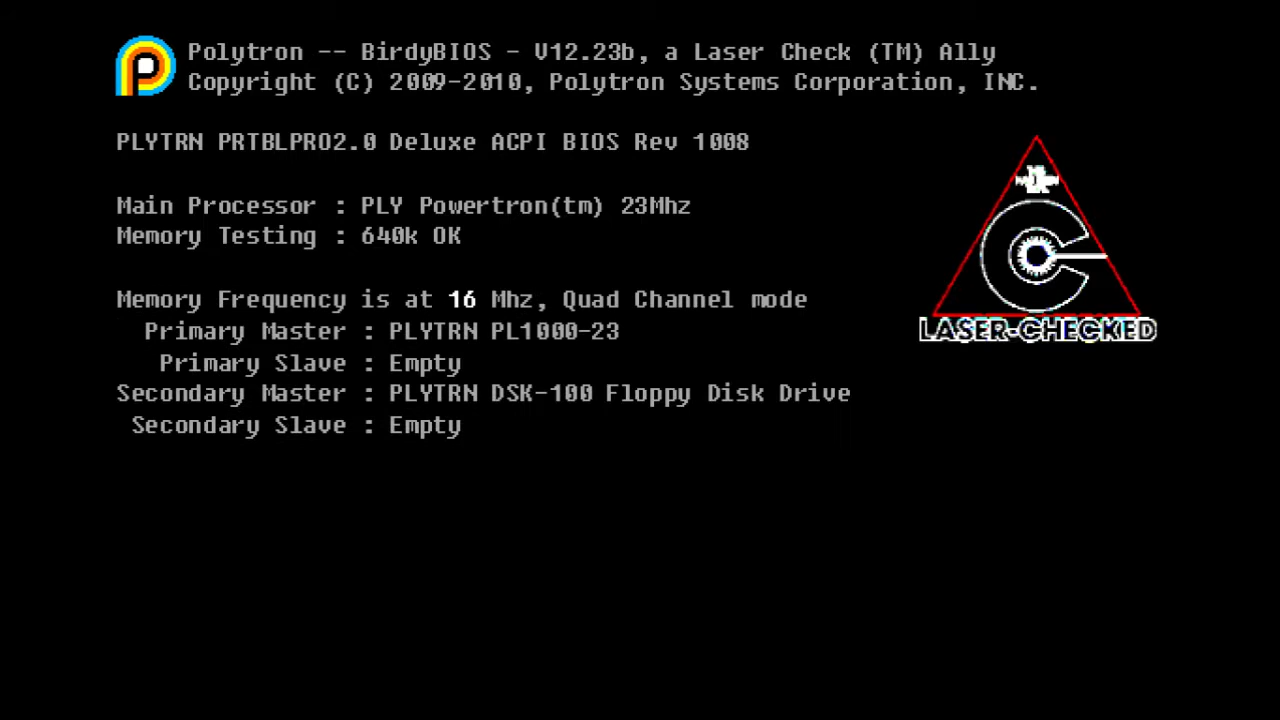 Polytron -- BirdyBIOS - V12.23b, a Laser Check (TM) Ally
Copyright (C) 2009-2010, Polytron Systems Corporation, INC.
PLYTRN PRTBLPRO2.0 Deluxe ACPI BIOS Rev 1008
Main Processor : PLY Powertron(tm) 23Mhz
Memory Testing : 640k OK
Memory Frequency is at 16 Mhz, Quad Channel mode
Primary Master : PLYTRN PL1000-23
Primary Slave : Empty
Secondary Master : PLYTRN DSK-100 Floppy Disk Drive
Secondary Slave : Empty
LASER-CHECKED